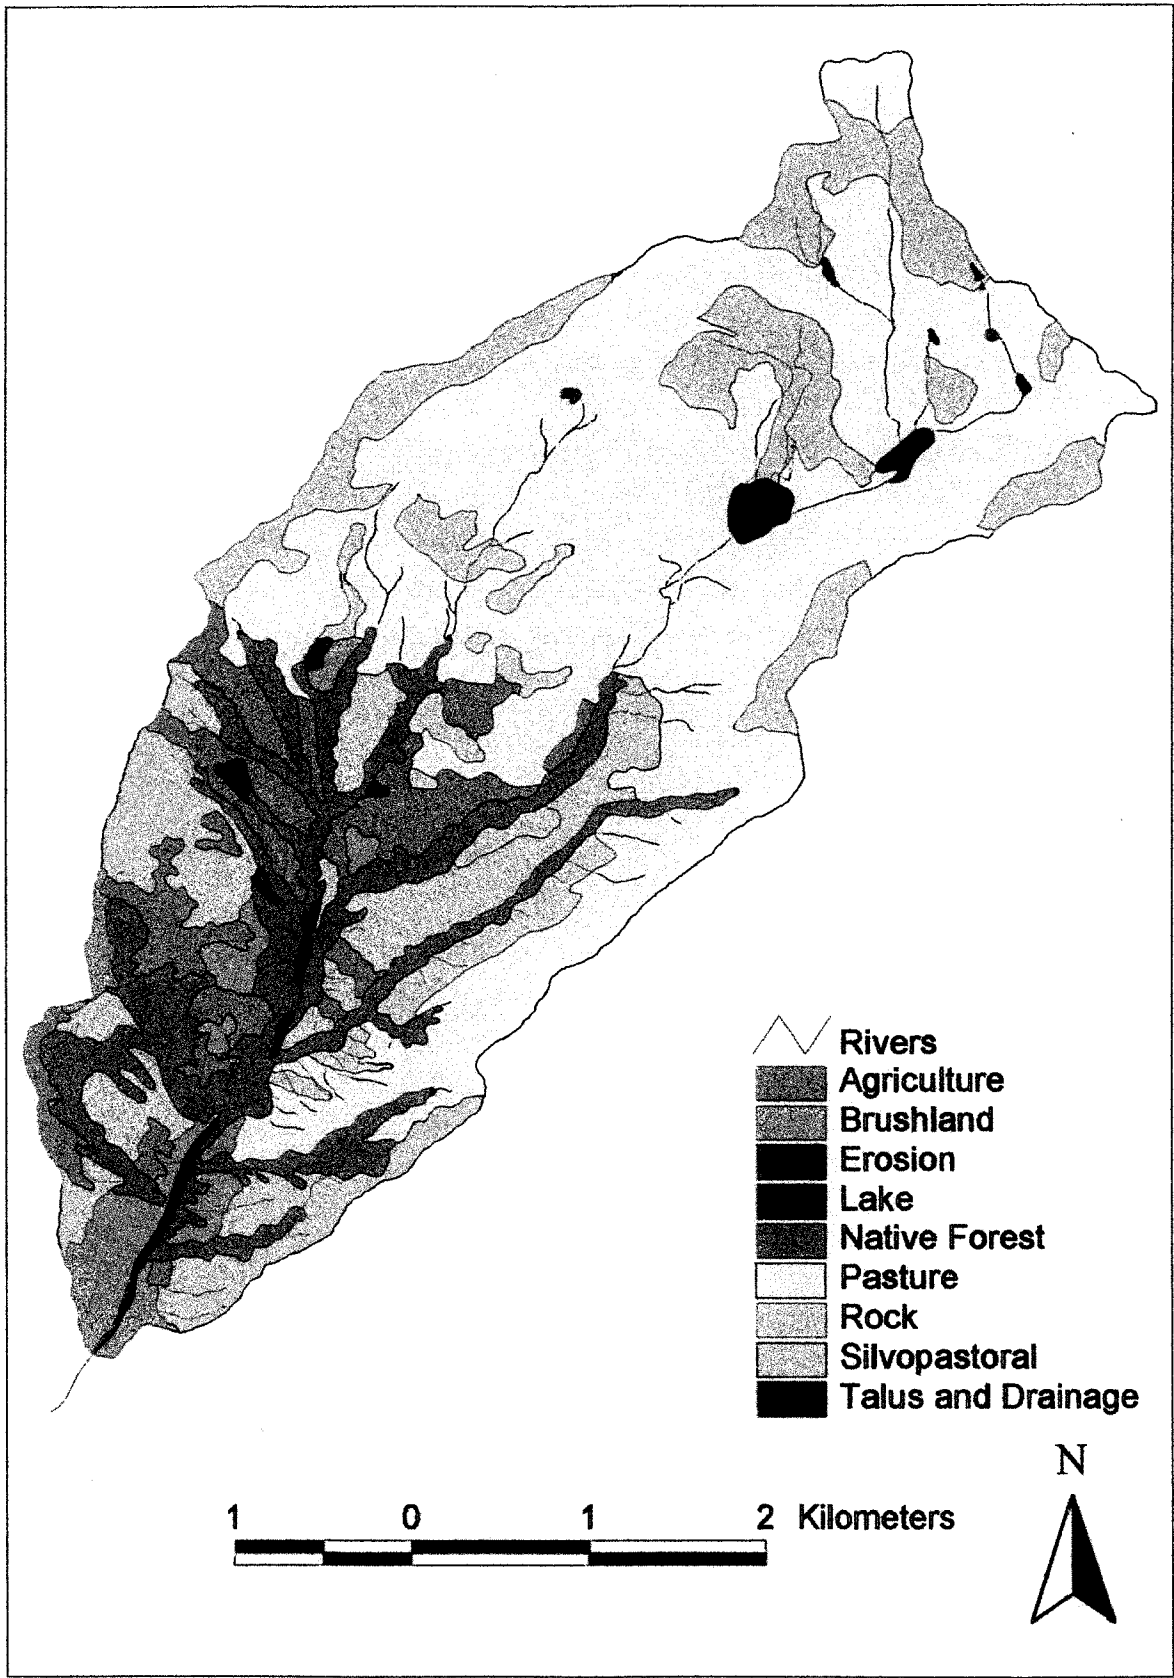 Rivers
Agriculture
Brushland
Erosion
Lake
Native Forest
Pasture
Rock
Silvopastoral
Talus and Drainage
N
1 0 1 2 Kilometers